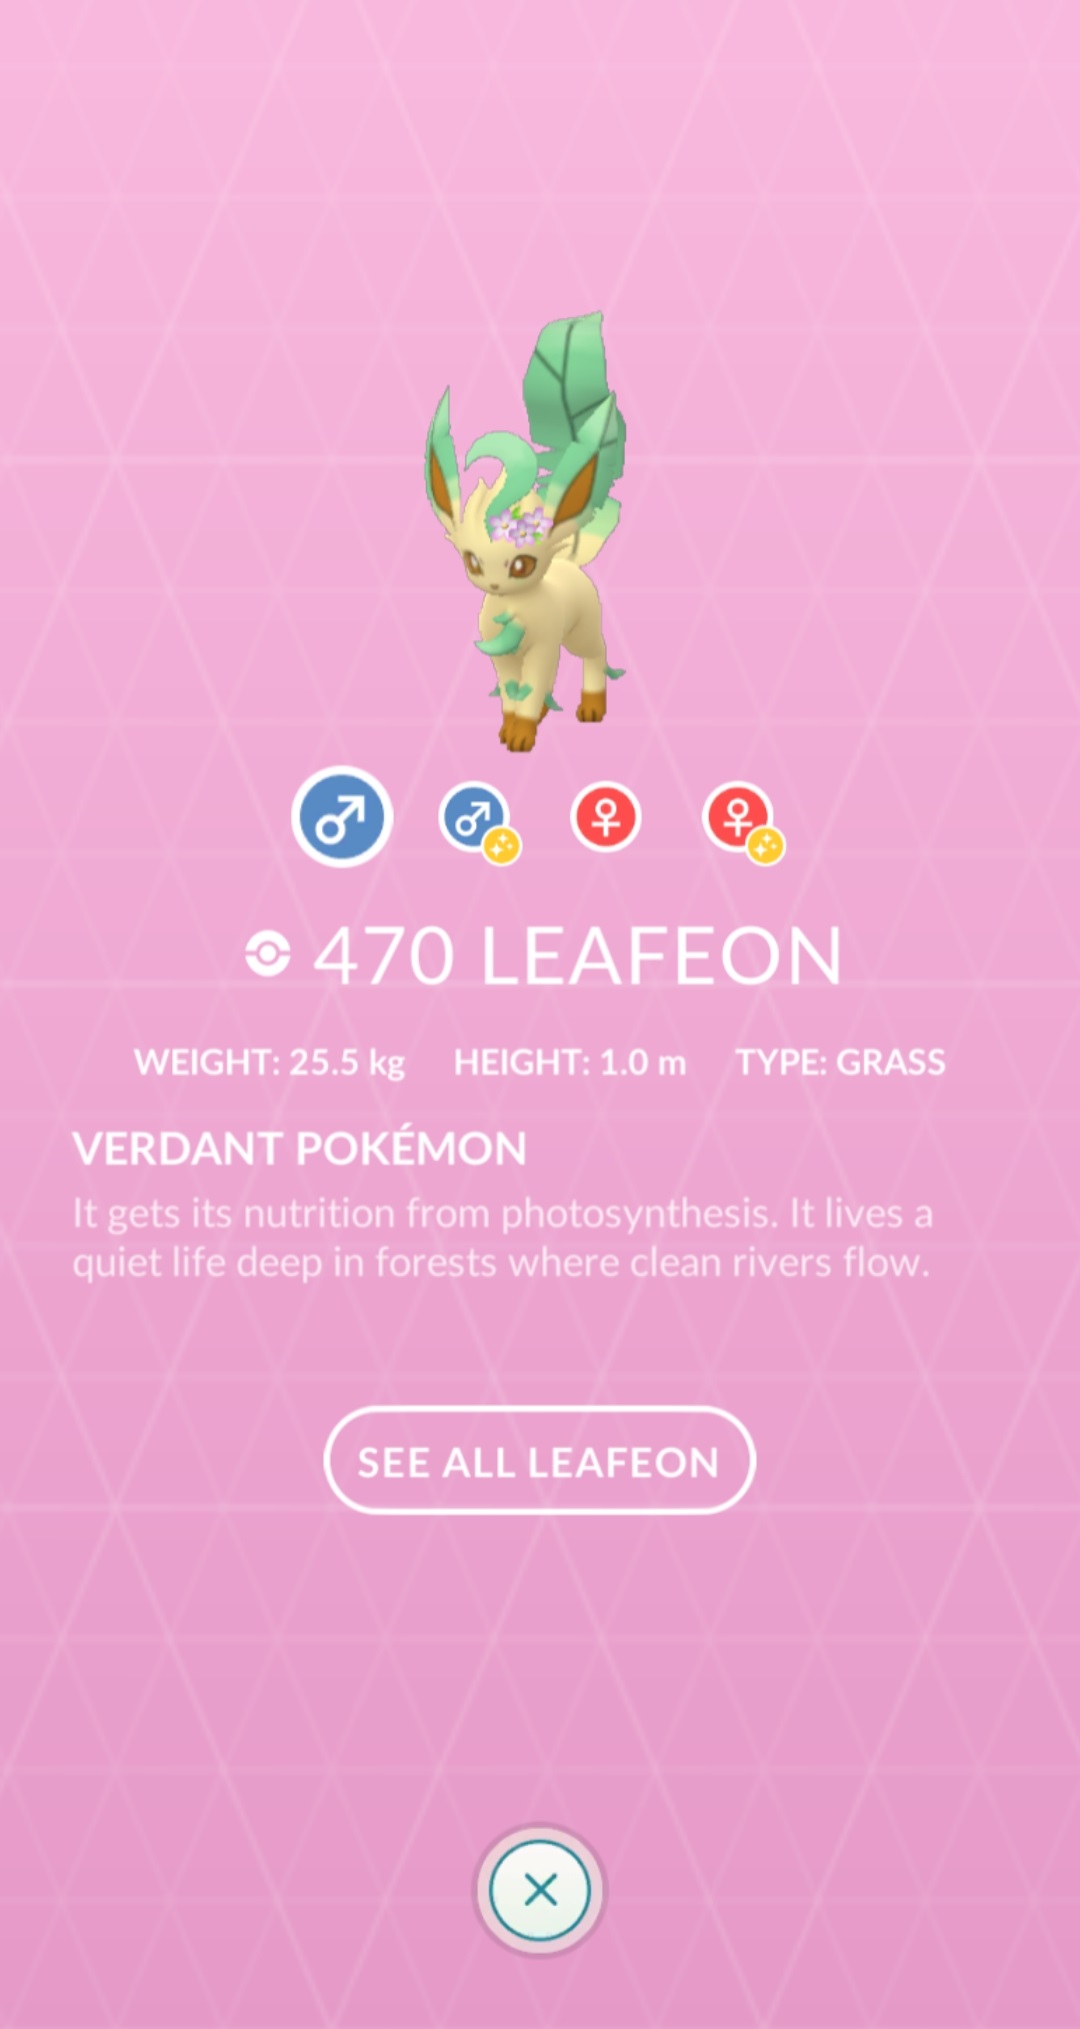 470 LEAFEON
WEIGHT: 25.5 kg HEIGHT: 1.0 m TYPE: GRASS
VERDANT POKÉMON
It gets its nutrition from photosynthesis. It lives a
quiet life deep in forests where clean rivers flow.
SEE ALL LEAFEON